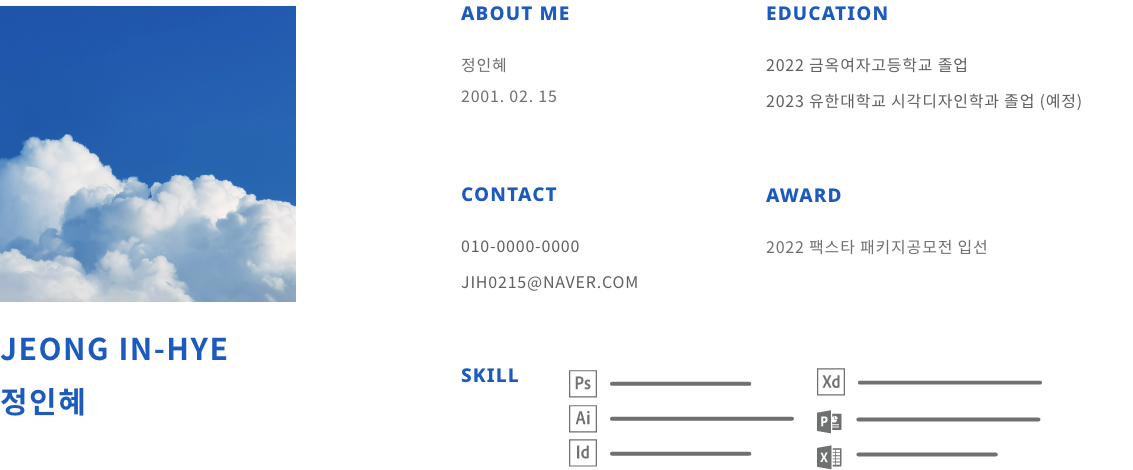 JEONG IN-HYE
정인혜
ABOUT ME
정인혜
2001. 02. 15
EDUCATION
2022 금옥여자고등학교 졸업
2023 유한대학교 시각디자인학과 졸업 (예정)
CONTACT
010-0000-0000
JIH0215@NAVER.COM
AWARD
2022 팩스타 패키지공모전 입선
SKILL
Ps
Ai
Id
Xd
P
X